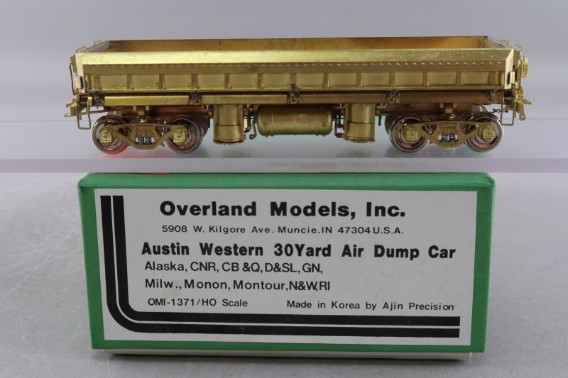 Overland Models, Inc.
5908 W. Kilgore Ave. Muncie.IN 47304 U.S.A.
Austin Western 30Yard Air Dump Car
Alaska, CNR, CB &Q, D&SL, GN,
Milw., Monon, Montour, N&W, RI
OMI-1371/HO Scale Made in Korea by Ajin Precision